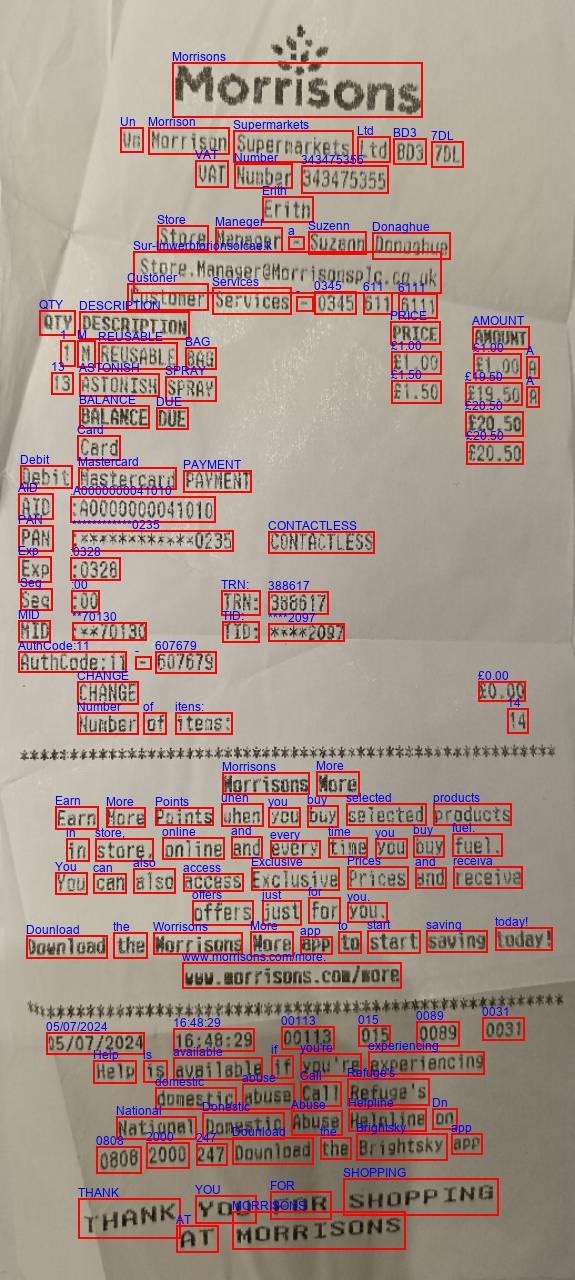 Morrisons
Wm Morrison Supermarkets Ltd BD3 7DL
VAT Number 343475355
Erith
Store Manager - Suzann Donaghue
Store.Manager@Morrisonsplc.co.uk
Customer Services - 0345 611 6111
QTY DESCRIPTION PRICE AMOUNT
1 M REUSABLE BAG £1.00 £1.00 A
13 ASTONISH SPRAY £1.50 £19.50 A
BALANCE DUE £20.50
Card £20.50
Debit Mastercard PAYMENT
AID :A0000000041010
PAN :************0235 CONTACTLESS
Exp :0328
Seq :00 TRN: 388617
MID :**70130 TID: ****2097
AuthCode:11 - 607679
CHANGE £0.00
Number of items: 14
Morrisons More
Earn More Points when you buy selected products
in store, online and every time you buy fuel.
You can also access Exclusive Prices and receive
offers just for you.
Download the Morrisons More app to start saving today!
www.morrisons.com/more
05/07/2024 16:48:29 00113 015 0089 0031
Help is available if you're experiencing
domestic abuse Call Refuge's
National Domestic Abuse Helpline On
0808 2000 247 Download the Brightsky app
THANK YOU FOR SHOPPING
AT MORRISONS